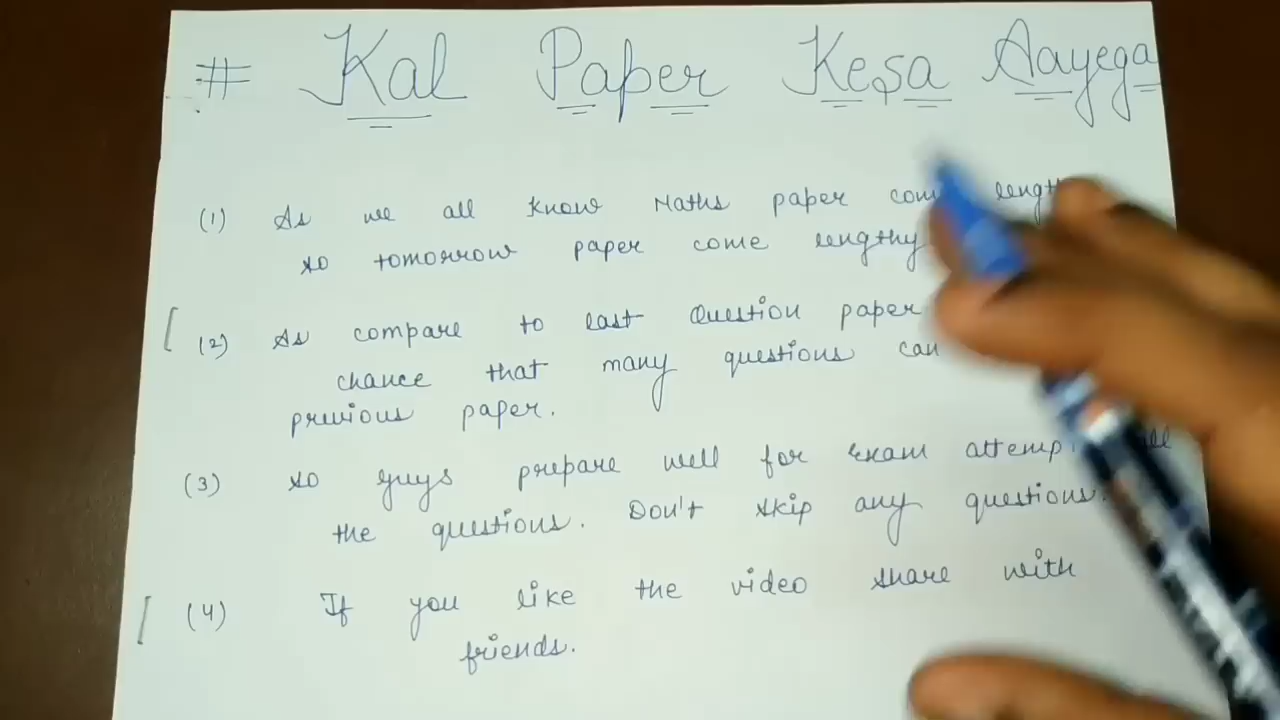 # Kal Paper Kesa Aayega
(1) As we all know Maths paper come
so tomorrow paper come lengthy
(2) As compare to last Question paper
chance that many questions can
previous paper.
(3) so guys prepare well for exam attempt
the questions. Don't skip any questions.
(4) If you like the video share with
friends.